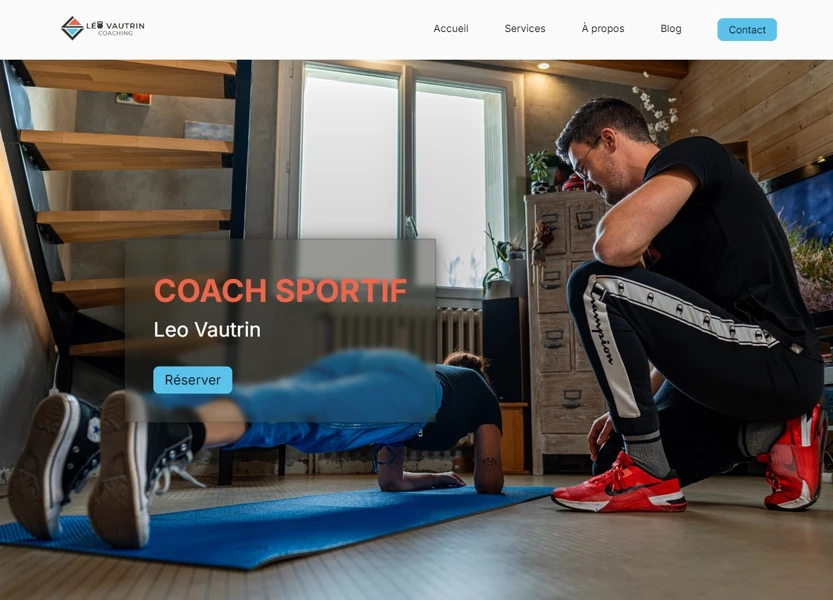 LÉO VAUTRIN
COACHING
Accueil
Services
À propos
Blog
Contact
COACH SPORTIF
Leo Vautrin
Réserver
Champion